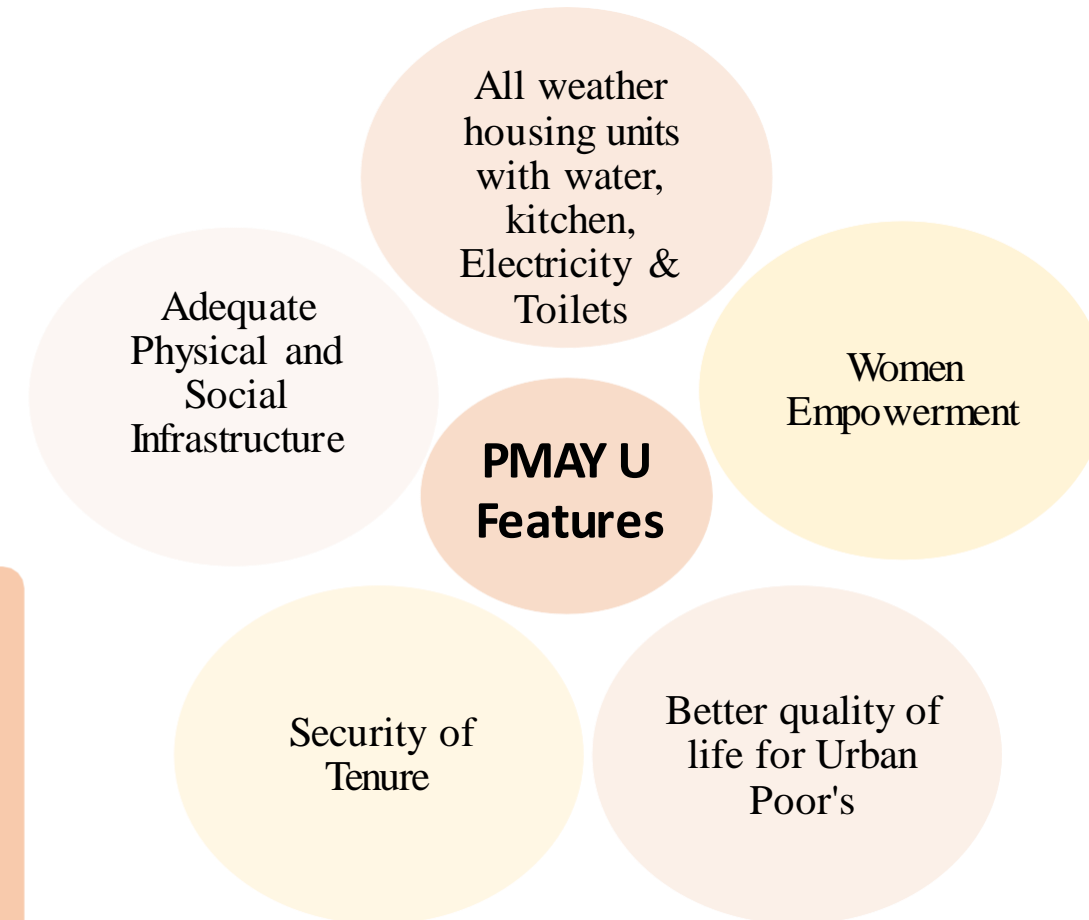 All weather
housing units
with water,
kitchen,
Electricity &
Toilets
Adequate
Physical and
Social
Infrastructure
Women
Empowerment
PMAY U
Features
Security of
Tenure
Better quality of
life for Urban
Poor's